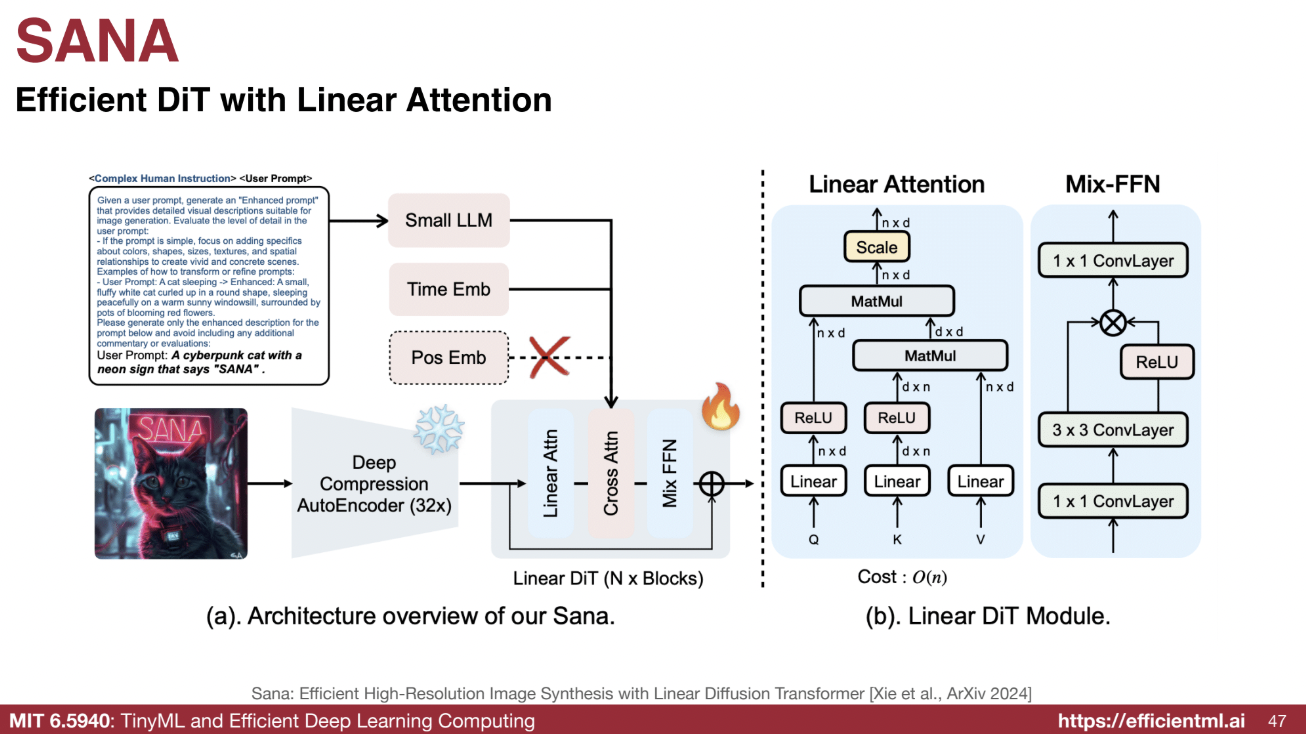 SANA
Efficient DiT with Linear Attention
<Complex Human Instruction> <User Prompt>
Given a user prompt, generate an "Enhanced prompt"
that provides detailed visual descriptions suitable for
image generation. Evaluate the level of detail in the
user prompt:
- If the prompt is simple, focus on adding specifics
about colors, shapes, sizes, textures, and spatial
relationships to create vivid and concrete scenes.
Examples of how to transform or refine prompts:
- User Prompt: A cat sleeping -> Enhanced: A small,
fluffy white cat curled up in a round shape, sleeping
peacefully on a warm sunny windowsill, surrounded by
pots of blooming red flowers.
Please generate only the enhanced description for the
prompt below and avoid including any additional
commentary or evaluations:
User Prompt: A cyberpunk cat with a
neon sign that says "SANA" .
Small LLM
Time Emb
Pos Emb
SANA
Deep
Compression
AutoEncoder (32x)
Linear Attn
Cross Attn
Mix FFN
Linear DiT (N x Blocks)
(a). Architecture overview of our Sana.
Linear Attention
n x d
Scale
n x d
MatMul
n x d
d x d
MatMul
d x n
n x d
ReLU
ReLU
n x d
d x n
Linear
Linear
Linear
Q
K
V
Cost : O(n)
Mix-FFN
1 x 1 ConvLayer
ReLU
3 x 3 ConvLayer
1 x 1 ConvLayer
(b). Linear DiT Module.
Sana: Efficient High-Resolution Image Synthesis with Linear Diffusion Transformer [Xie et al., ArXiv 2024]
MIT 6.5940: TinyML and Efficient Deep Learning Computing
https://efficientml.ai
47